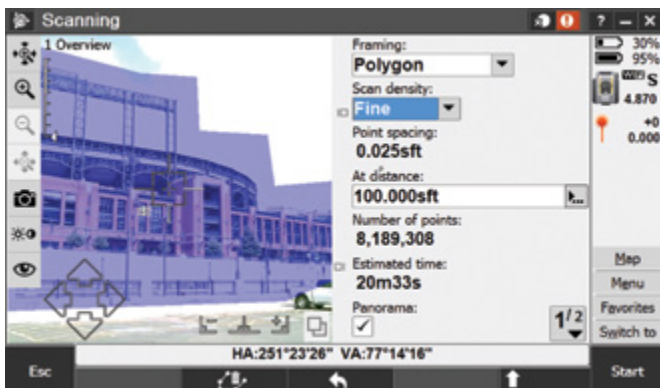 Scanning
? – ×
1 Overview
Framing:
Polygon
Scan density:
Fine
Point spacing:
0.025sft
At distance:
100.000sft
Number of points:
8,189,308
Estimated time:
20m33s
Panorama:
1/2
30%
95%
S
4.870
+0
0.000
Map
Menu
Favorites
Switch to
HA:251°23'26" VA:77°14'16"
Esc
Start